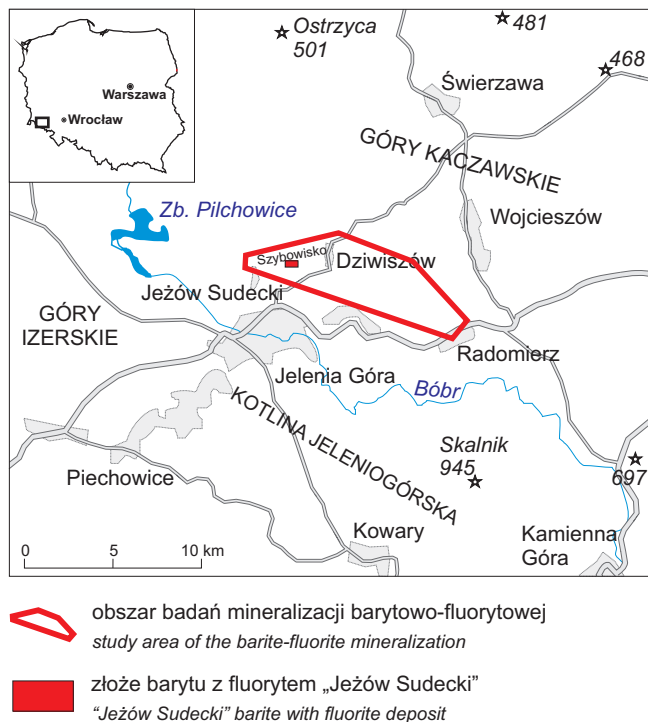 Ostrzyca
501
481
468
Warszawa
Wrocław
Świerzawa
GÓRY KACZAWSKIE
Zb. Pilchowice
Wojcieszów
Szybowisko
Dziwiszów
Jeżów Sudecki
GÓRY
IZERSKIE
Radomierz
Jelenia Góra
Bóbr
KOTLINA JELENIOGÓRSKA
Skalnik
945
697
Piechowice
Kowary
Kamienna
Góra
0 5 10 km
obszar badań mineralizacji barytowo-fluorytowej
study area of the barite-fluorite mineralization
złoże barytu z fluorytem „Jeżów Sudecki”
“Jeżów Sudecki” barite with fluorite deposit